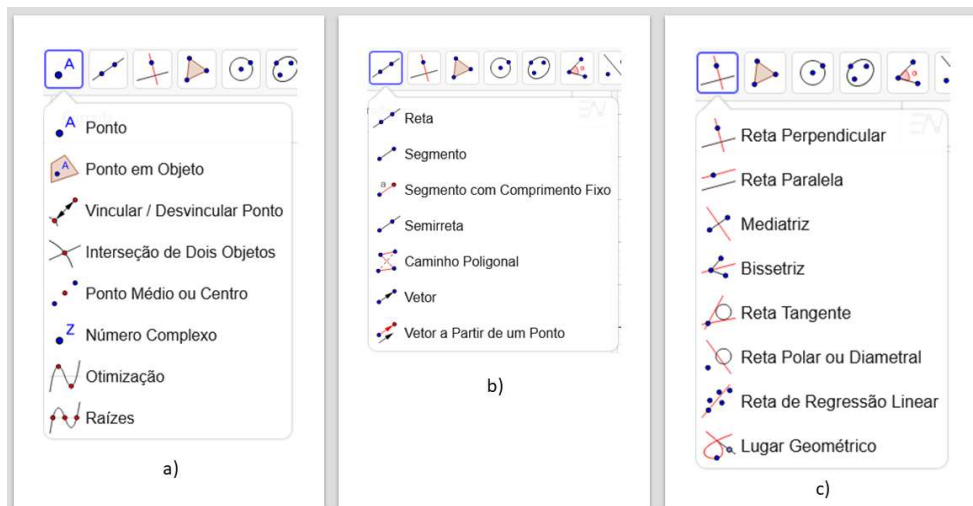 A
Ponto
A
Ponto em Objeto
Vincular / Desvincular Ponto
Interseção de Dois Objetos
Ponto Médio ou Centro
Z
Número Complexo
Otimização
Raízes
a)
Reta
Segmento
a
Segmento com Comprimento Fixo
Semirreta
Caminho Poligonal
Vetor
Vetor a Partir de um Ponto
b)
Reta Perpendicular
Reta Paralela
Mediatriz
Bissetriz
Reta Tangente
Reta Polar ou Diametral
Reta de Regressão Linear
Lugar Geométrico
c)